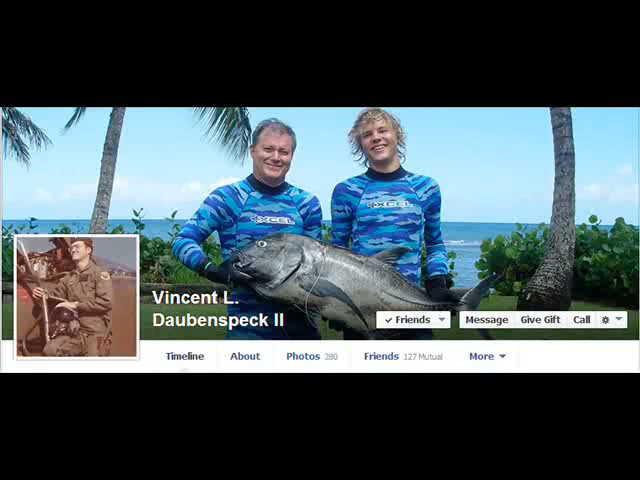 XCEL
XCEL
Vincent L.
Daubenspeck II
Friends
Message Give Gift Call
Timeline About Photos 280 Friends 127 Mutual More